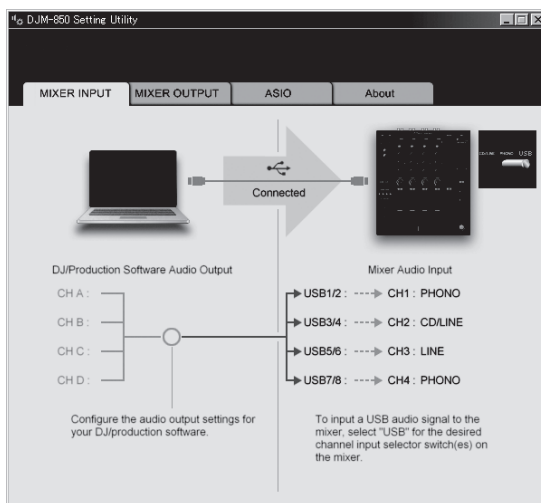 DJM-850 Setting Utility
MIXER INPUT
MIXER OUTPUT
ASIO
About
CD/LINE PHONO USB
Connected
DJ/Production Software Audio Output
Mixer Audio Input
CH A :
CH B :
CH C :
CH D :
USB1/2 : CH1 : PHONO
USB3/4 : CH2 : CD/LINE
USB5/6 : CH3 : LINE
USB7/8 : CH4 : PHONO
Configure the audio output settings for
your DJ/production software.
To input a USB audio signal to the
mixer, select "USB" for the desired
channel input selector switch(es) on
the mixer.